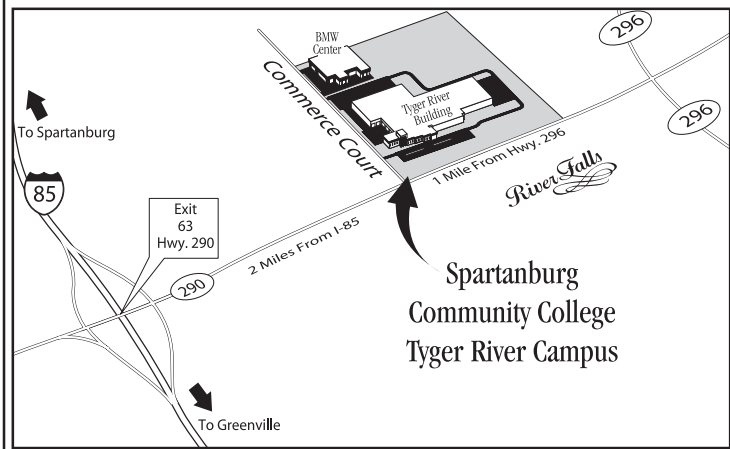 296
BMW
Center
Commerce Court
Tyger River
Building
To Spartanburg
296
1 Mile From Hwy. 296
River Falls
85
Exit
63
Hwy. 290
2 Miles From I-85
290
Spartanburg
Community College
Tyger River Campus
To Greenville